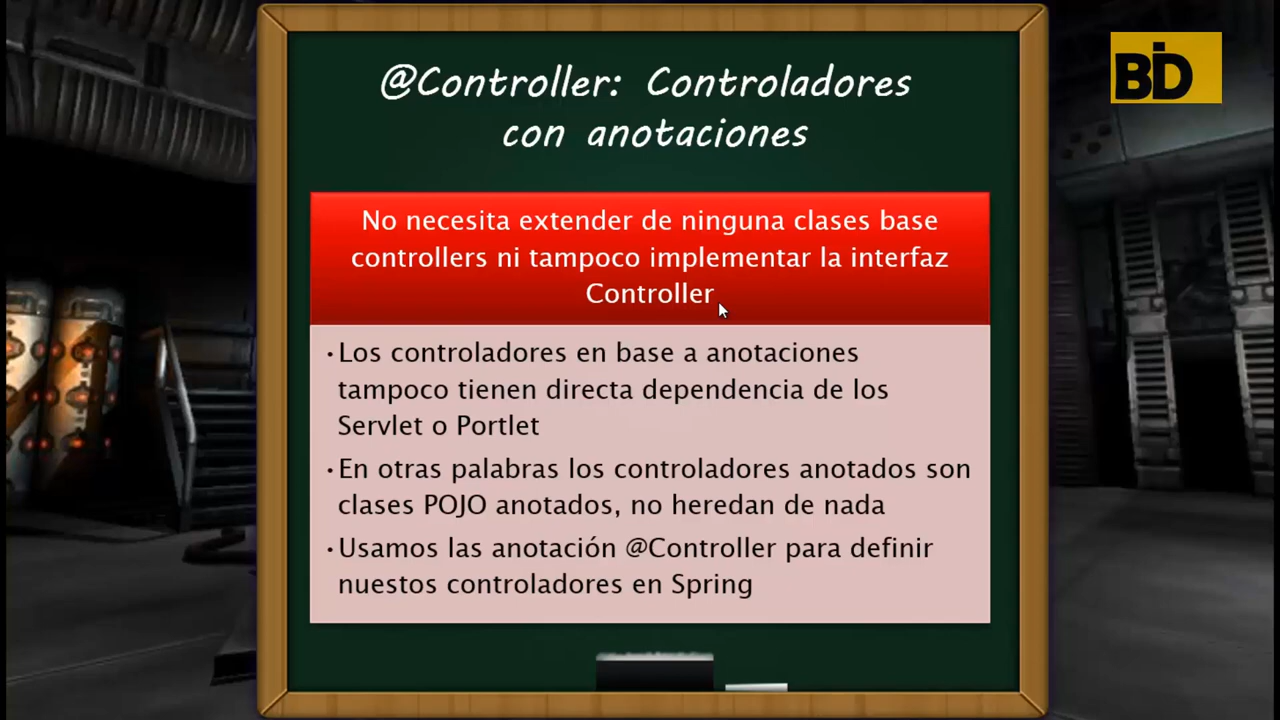 @Controller: Controladores
con anotaciones
BiD
No necesita extender de ninguna clases base
controllers ni tampoco implementar la interfaz
Controller
•Los controladores en base a anotaciones
tampoco tienen directa dependencia de los
Servlet o Portlet
•En otras palabras los controladores anotados son
clases POJO anotados, no heredan de nada
•Usamos las anotación @Controller para definir
nuestos controladores en Spring